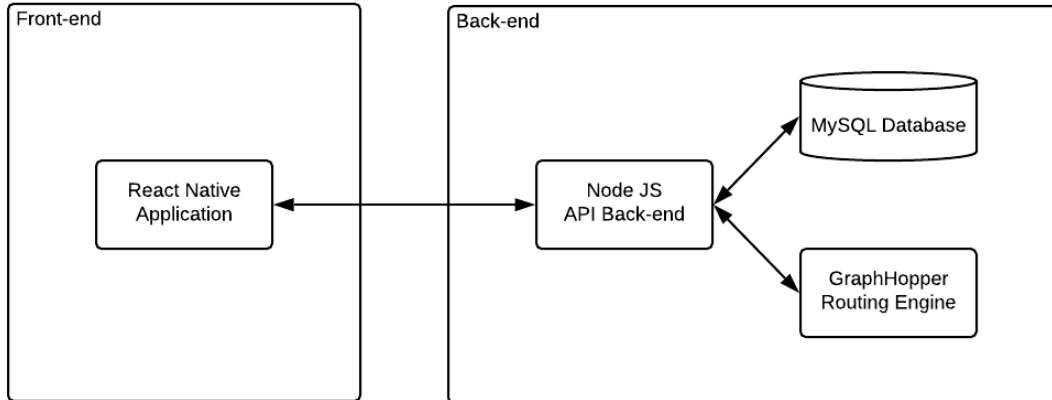 Front-end
Back-end
React Native
Application
Node JS
API Back-end
MySQL Database
GraphHopper
Routing Engine